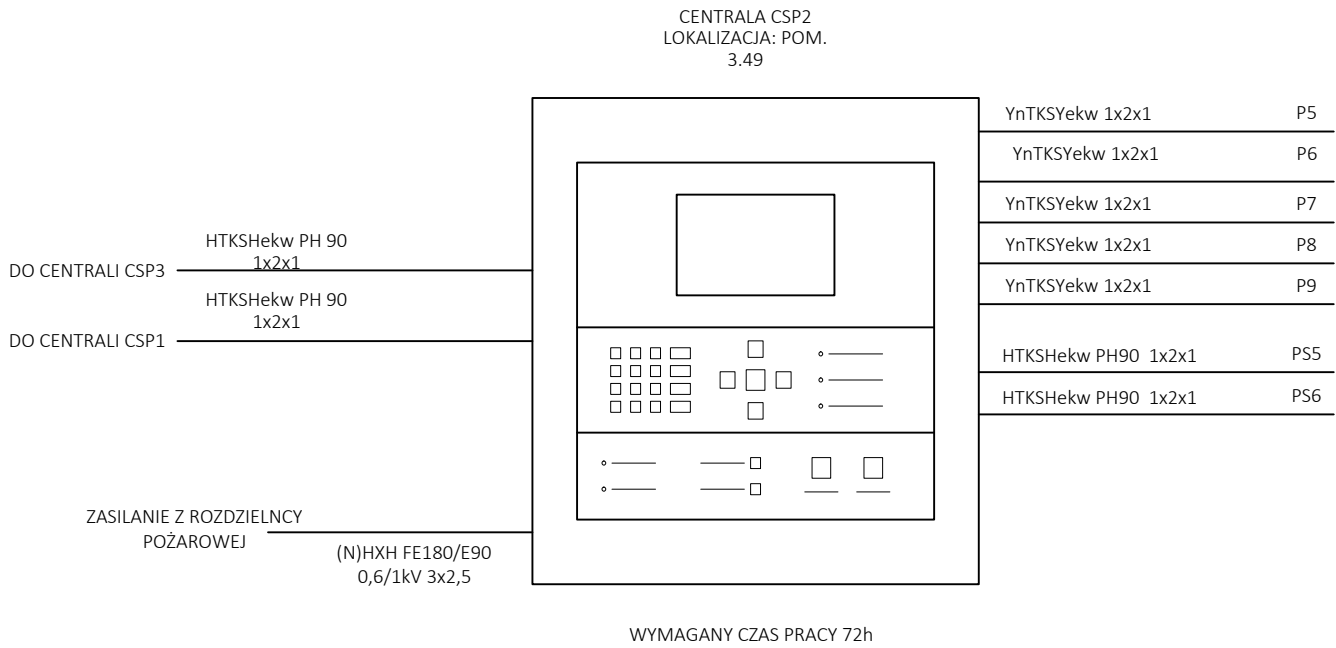 CENTRALA CSP2
LOKALIZACJA: POM.
3.49
HTKSHekw PH 90
1x2x1
DO CENTRALI CSP3
HTKSHekw PH 90
1x2x1
DO CENTRALI CSP1
ZASILANIE Z ROZDZIELNCY
POŻAROWEJ
(N)HXH FE180/E90
0,6/1kV 3x2,5
YnTKSYekw 1x2x1 P5
YnTKSYekw 1x2x1 P6
YnTKSYekw 1x2x1 P7
YnTKSYekw 1x2x1 P8
YnTKSYekw 1x2x1 P9
HTKSHekw PH90 1x2x1 PS5
HTKSHekw PH90 1x2x1 PS6
WYMAGANY CZAS PRACY 72h